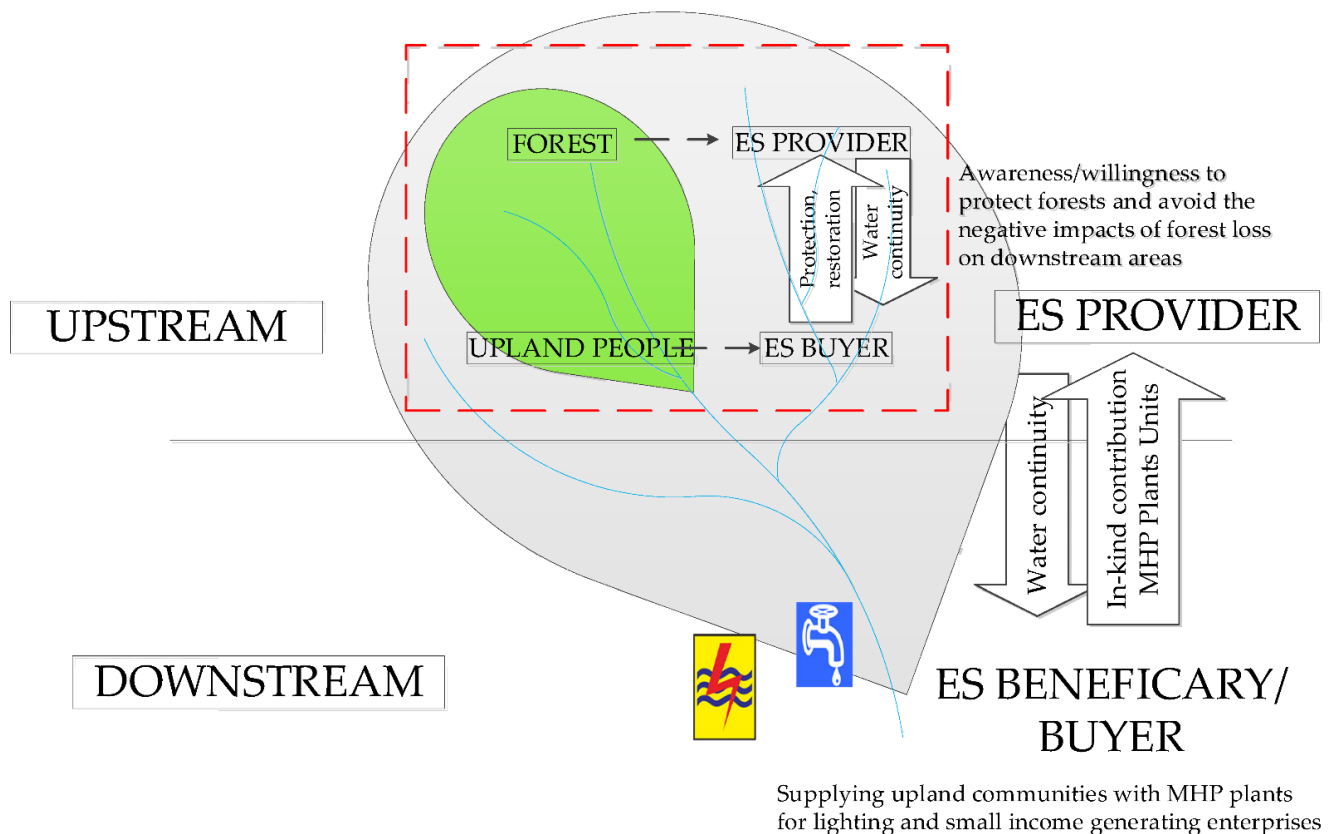 FOREST
ES PROVIDER
Protection,
restoration
Water
continuity
Awareness/willingness to
protect forests and avoid the
negative impacts of forest loss
on downstream areas
UPSTREAM
UPLAND PEOPLE
ES BUYER
ES PROVIDER
Water continuity
In-kind contribution
MHP Plants Units
DOWNSTREAM
ES BENEFICARY/
BUYER
Supplying upland communities with MHP plants
for lighting and small income generating enterprises